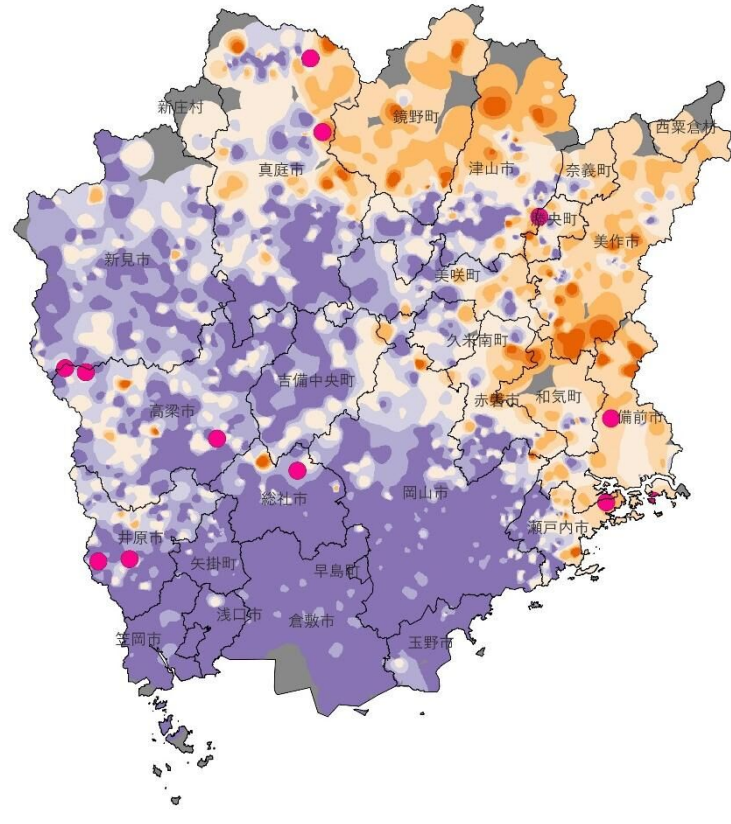 新庄村
鏡野町
西粟倉村
真庭市
津山市
奈義町
勝央町
美作市
新見市
美咲町
久米南町
吉備中央町
赤磐市
和気町
高梁市
備前市
総社市
岡山市
瀬戸内市
井原市
矢掛町
早島町
浅口市
倉敷市
笠岡市
玉野市